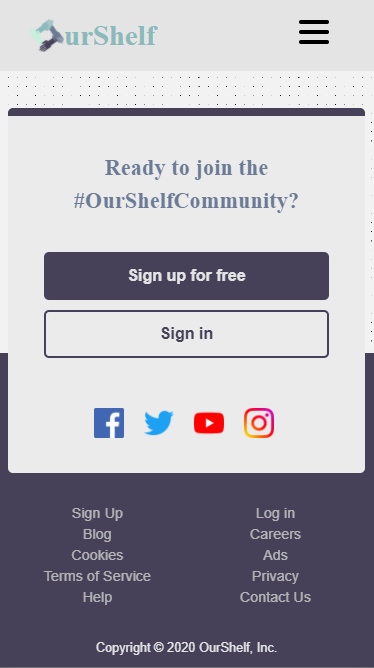 OurShelf
Ready to join the
#OurShelfCommunity?
Sign up for free
Sign in
Sign Up
Blog
Cookies
Terms of Service
Help
Log in
Careers
Ads
Privacy
Contact Us
Copyright © 2020 OurShelf, Inc.